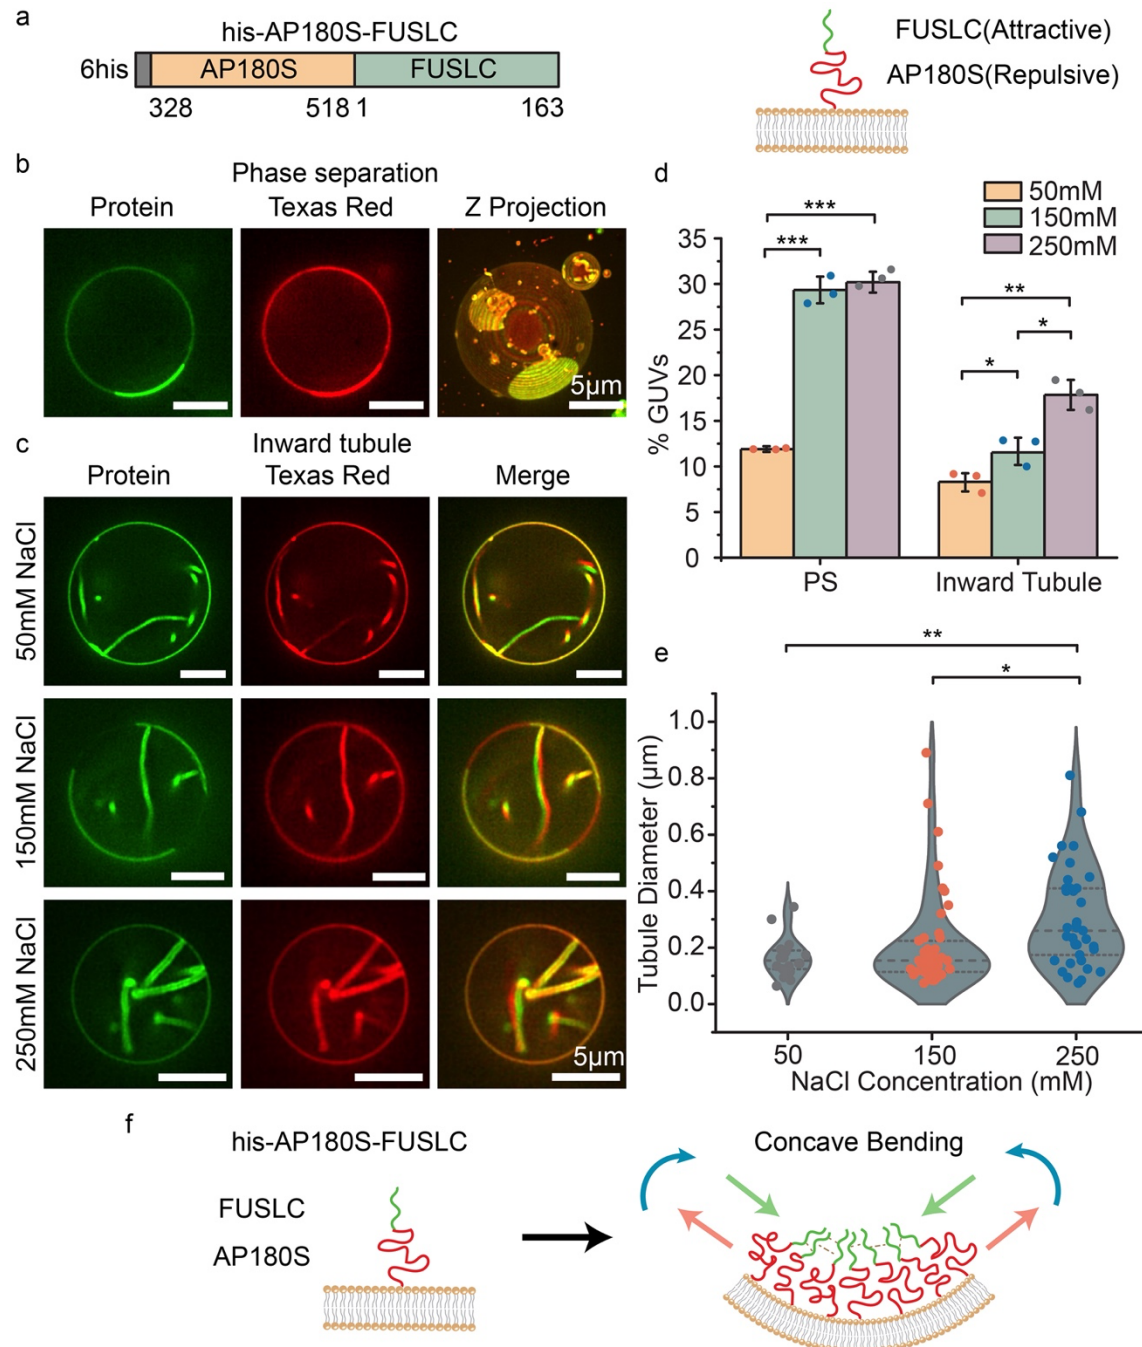 a
his-AP180S-FUSLC
6his
AP180S
FUSLC
328
518
1
163
FUSLC(Attractive)
AP180S(Repulsive)
b
Phase separation
Protein
Texas Red
Z Projection
5μm
c
Inward tubule
Protein
Texas Red
Merge
50mM NaCl
150mM NaCl
250mM NaCl
5μm
d
50mM
150mM
250mM
***
***
**
*
*
% GUVs
35
30
25
20
15
10
5
0
PS
Inward Tubule
e
**
*
Tubule Diameter (μm)
1.0
0.8
0.6
0.4
0.2
0.0
50
150
250
NaCl Concentration (mM)
f
his-AP180S-FUSLC
FUSLC
AP180S
Concave Bending